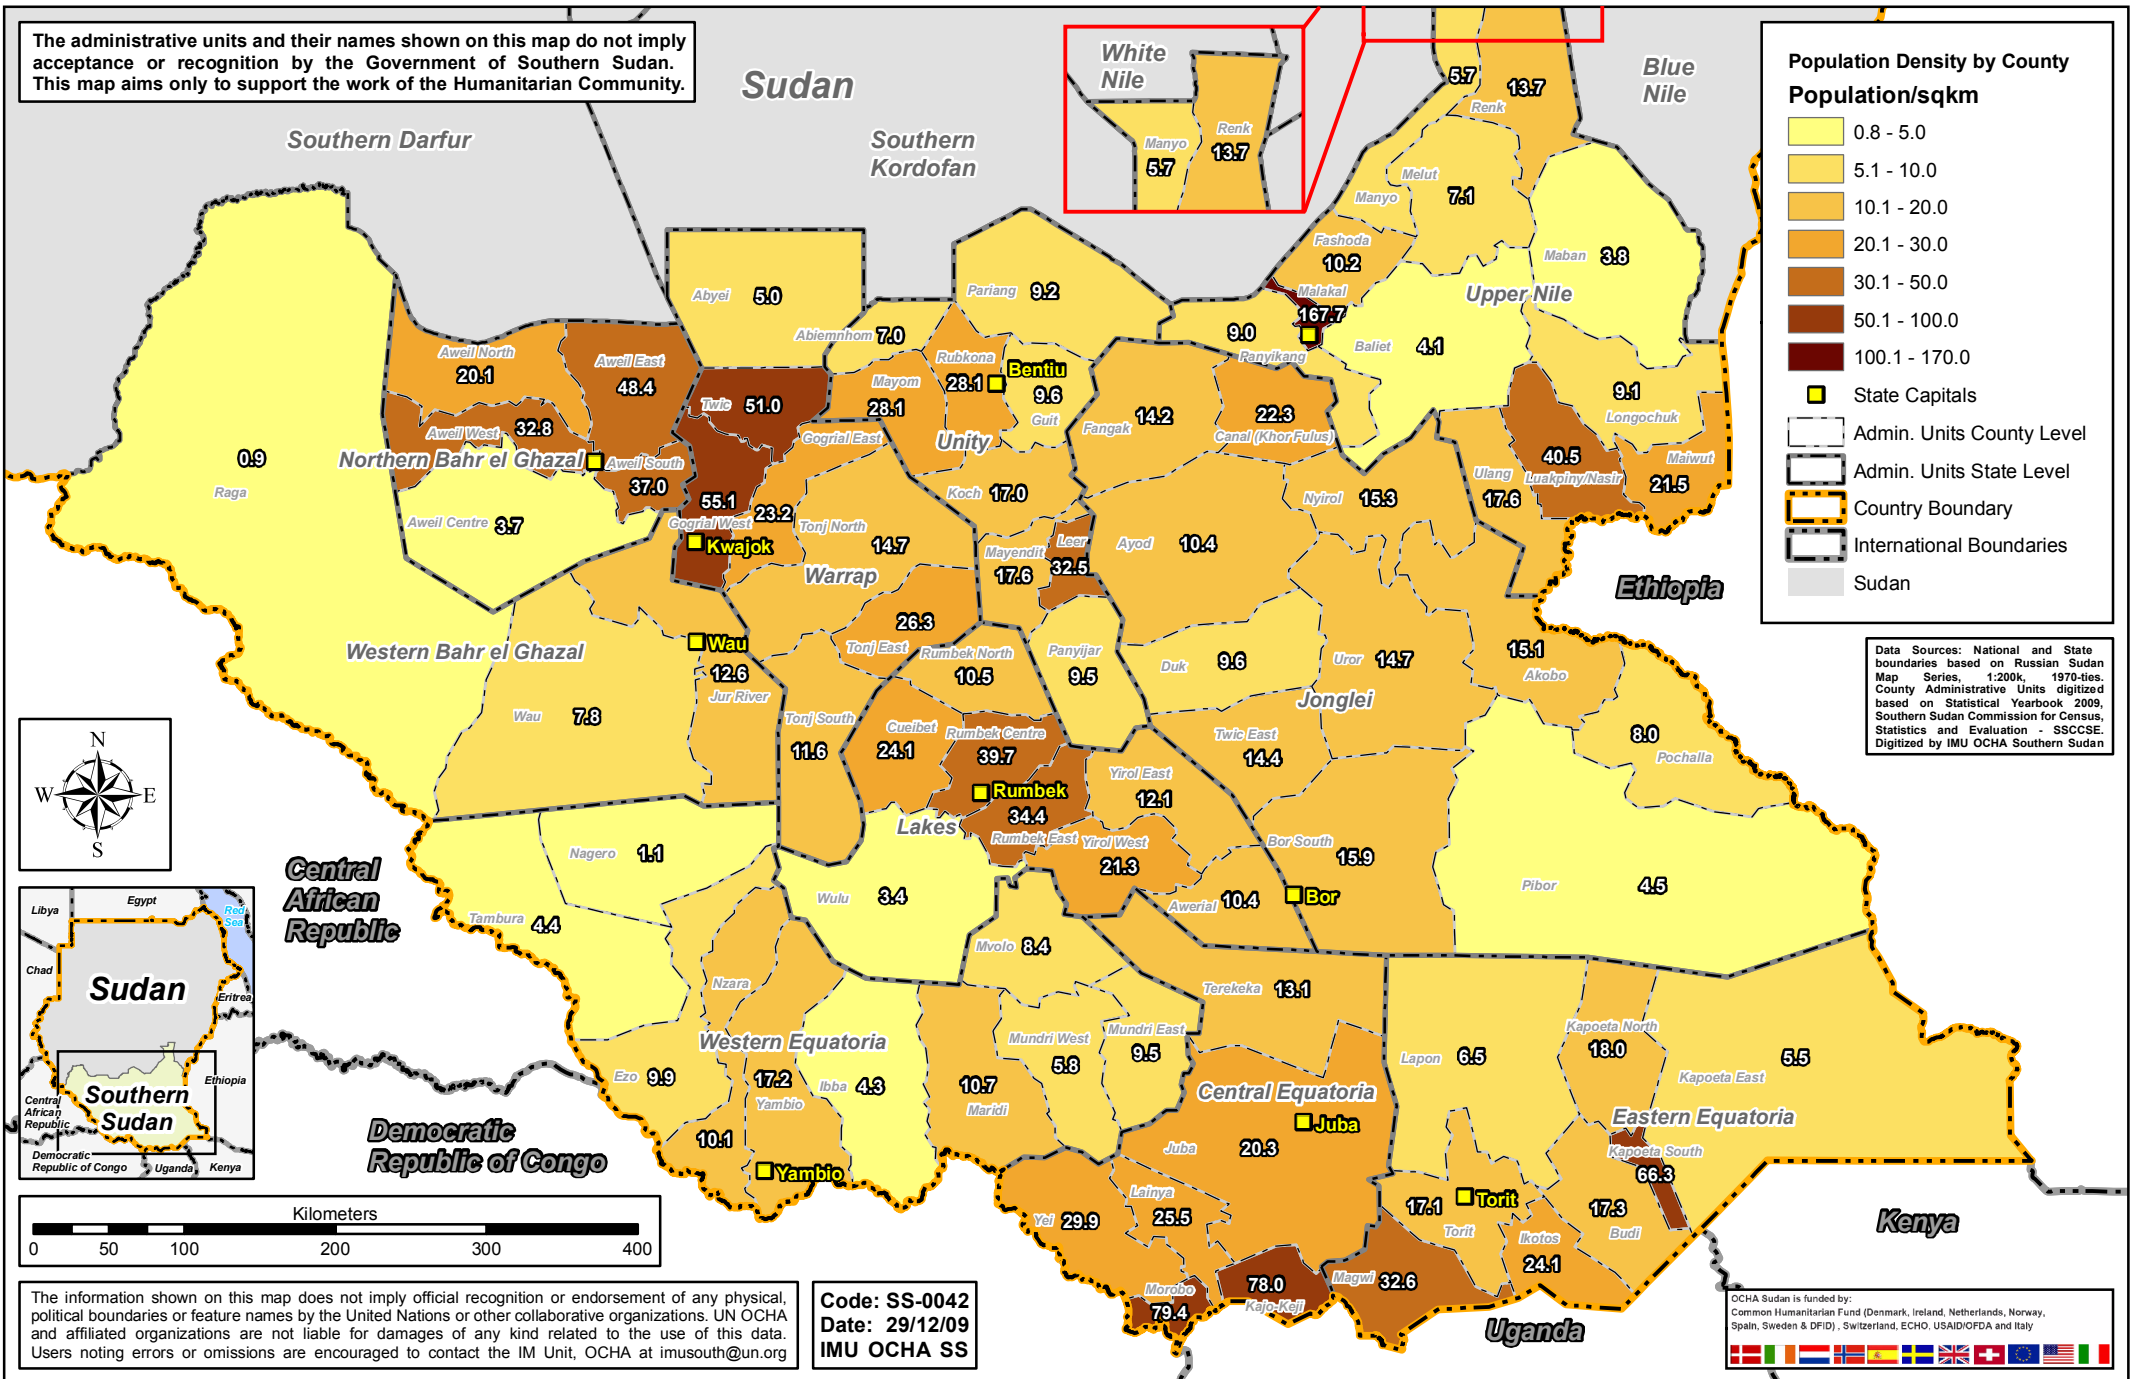 The administrative units and their names shown on this map do not imply
acceptance or recognition by the Government of Southern Sudan.
This map aims only to support the work of the Humanitarian Community.
Sudan
White
Nile
Manyo
5.7
Renk
13.7
5.7
13.7
Renk
Blue
Nile
Southern Darfur
Southern
Kordofan
Melut
7.1
Manyo
Fashoda
10.2
Maban 3.8
Malakal
167.7
Upper Nile
Abyei 5.0
Pariang 9.2
Abiemnhom 7.0
9.0
Panyikang
Baliet 4.1
Aweil North
20.1
Aweil East
48.4
Rubkona
28.1
Bentiu
9.6
Guit
Mayom
28.1
9.1
Longochuk
Twic 51.0
Aweil West 32.8
Gogrial East
Unity
Fangak 14.2
22.3
Canal (Khor Fulus)
0.9
Raga
Northern Bahr el Ghazal
Aweil South
37.0
40.5
Luakpiny/Nasir
Maiwut
21.5
Ulang
17.6
Koch 17.0
Nyirol 15.3
55.1
Gogrial West
23.2
Kwajok
Aweil Centre 3.7
Tonj North
14.7
Warrap
Mayendit
17.6
Leer
32.5
Ayod 10.4
Ethiopia
26.3
Tonj East
Western Bahr el Ghazal
Wau
12.6
Jur River
Rumbek North
10.5
Panyijar
9.5
Duk 9.6
Uror 14.7
15.1
Akobo
Jonglei
Wau 7.8
Tonj South
11.6
Cueibet
24.1
Rumbek Centre
39.7
Rumbek
34.4
Rumbek East
Twic East
14.4
8.0
Pochalla
Yirol East
12.1
Lakes
Yirol West
21.3
Bor South
15.9
Nagero 1.1
Central
African
Republic
Wulu 3.4
Awerial 10.4
Bor
Pibor 4.5
Tambura
4.4
Mvolo 8.4
Nzara
Terekeka 13.1
Western Equatoria
Mundri West
5.8
Mundri East
9.5
Kapoeta North
18.0
Lapon 6.5
5.5
Kapoeta East
Ezo 9.9
17.2
Yambio
Ibba 4.3
10.7
Maridi
Central Equatoria
Juba
Juba 20.3
Eastern Equatoria
Democratic
Republic of Congo
10.1
Yambio
Kapoeta South
66.3
Lainya
25.5
Yei 29.9
17.1
Torit
Torit
17.3
Budi
Ikotos
24.1
Kenya
Morobo
79.4
78.0
Kajo-Keji
Magwi 32.6
Uganda
Population Density by County
Population/sqkm
0.8 - 5.0
5.1 - 10.0
10.1 - 20.0
20.1 - 30.0
30.1 - 50.0
50.1 - 100.0
100.1 - 170.0
State Capitals
Admin. Units County Level
Admin. Units State Level
Country Boundary
International Boundaries
Sudan
Data Sources: National and State
boundaries based on Russian Sudan
Map Series, 1:200k, 1970-ties.
County Administrative Units digitized
based on Statistical Yearbook 2009,
Southern Sudan Commission for Census,
Statistics and Evaluation - SSCCSE.
Digitized by IMU OCHA Southern Sudan
N
W E
S
Libya
Egypt
Red
Sea
Chad
Sudan
Eritrea
Ethiopia
Southern
Sudan
Central
African
Republic
Democratic
Republic of Congo
Uganda
Kenya
Kilometers
0 50 100 200 300 400
The information shown on this map does not imply official recognition or endorsement of any physical,
political boundaries or feature names by the United Nations or other collaborative organizations. UN OCHA
and affiliated organizations are not liable for damages of any kind related to the use of this data.
Users noting errors or omissions are encouraged to contact the IM Unit, OCHA at imusouth@un.org
Code: SS-0042
Date: 29/12/09
IMU OCHA SS
OCHA Sudan is funded by:
Common Humanitarian Fund (Denmark, Ireland, Netherlands, Norway,
Spain, Sweden & DFID) , Switzerland, ECHO, USAID/OFDA and Italy